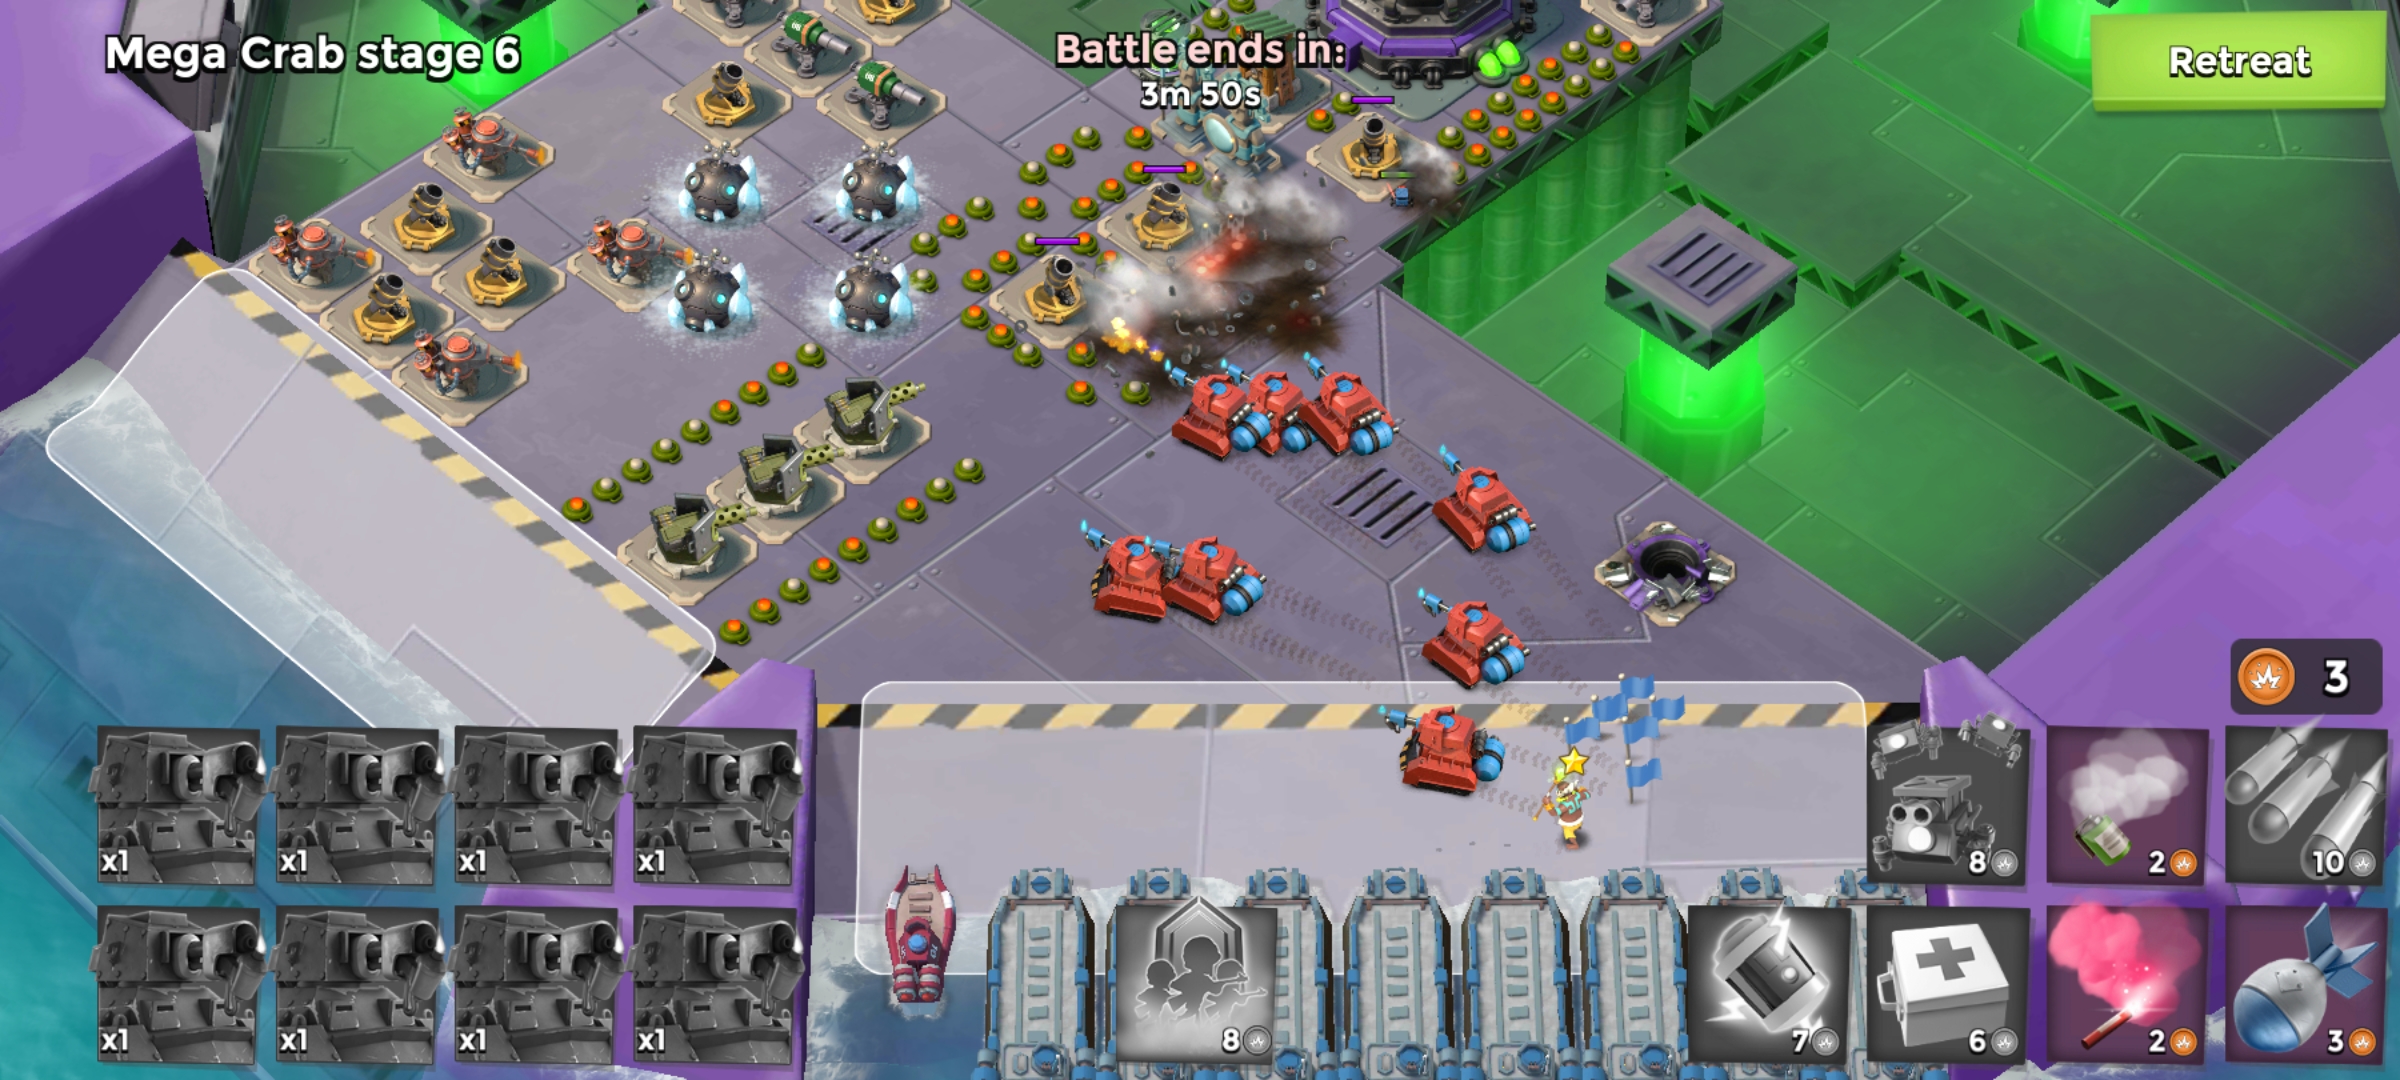 Mega Crab stage 6
Battle ends in:
3m 50s
Retreat
3
x1
x1
x1
x1
8
2
10
x1
x1
x1
x1
8
7
6
2
3